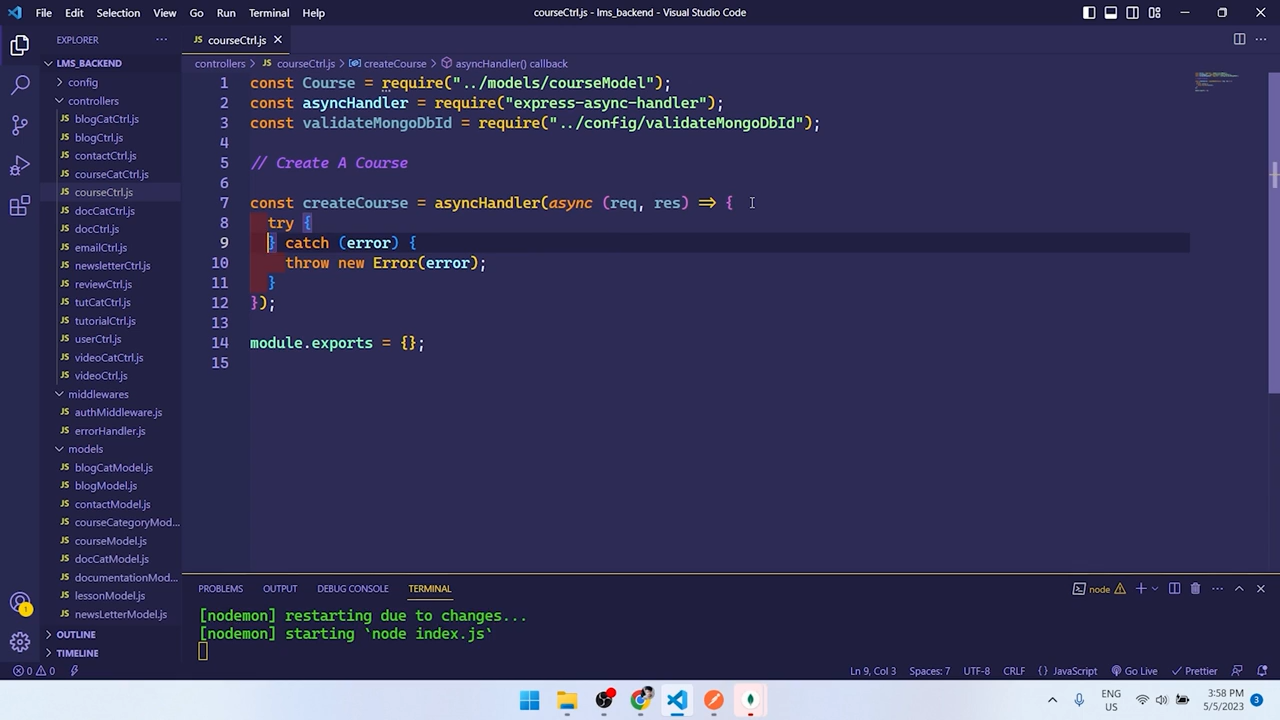 File Edit Selection View Go Run Terminal Help courseCtrl.js - lms_backend - Visual Studio Code
EXPLORER
LMS_BACKEND
config
controllers
blogCatCtrl.js
blogCtrl.js
contactCtrl.js
courseCatCtrl.js
courseCtrl.js
docCatCtrl.js
docCtrl.js
emailCtrl.js
newsletterCtrl.js
reviewCtrl.js
tutCatCtrl.js
tutorialCtrl.js
userCtrl.js
videoCatCtrl.js
videoCtrl.js
middlewares
authMiddleware.js
errorHandler.js
models
blogCatModel.js
blogModel.js
contactModel.js
courseCategoryMod...
courseModel.js
docCatModel.js
documentationMod...
lessonModel.js
newsLetterModel.js
OUTLINE
TIMELINE
JS courseCtrl.js
controllers > JS courseCtrl.js > createCourse > asyncHandler() callback
1 const Course = require("../models/courseModel");
2 const asyncHandler = require("express-async-handler");
3 const validateMongoDbId = require("../config/validateMongoDbId");
4
5 // Create A Course
6
7 const createCourse = asyncHandler(async (req, res) => {
8 try {
9 } catch (error) {
10 throw new Error(error);
11 }
12 });
13
14 module.exports = {};
15
PROBLEMS OUTPUT DEBUG CONSOLE TERMINAL node
[nodemon] restarting due to changes...
[nodemon] starting `node index.js`
0 0 Ln 9, Col 3 Spaces: 7 UTF-8 CRLF {} JavaScript Go Live Prettier
ENG US 3:58 PM 5/5/2023 3